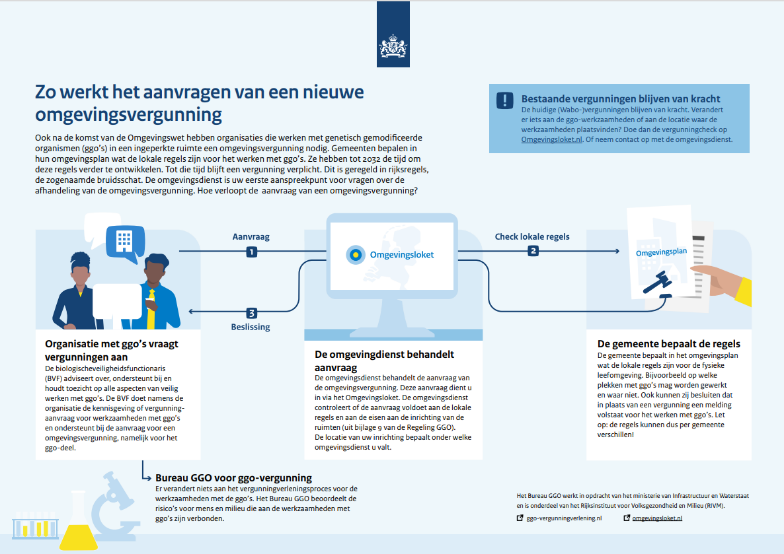 Zo werkt het aanvragen van een nieuwe
omgevingsvergunning
Ook na de komst van de Omgevingswet hebben organisaties die werken met genetisch gemodificeerde
organismen (ggo's) in een ingeperkte ruimte een omgevingsvergunning nodig. Gemeenten bepalen in
hun omgevingsplan wat de lokale regels zijn voor het werken met ggo's. Ze hebben tot 2032 de tijd om
deze regels verder te ontwikkelen. Tot die tijd blijft een vergunning verplicht. Dit is geregeld in rijksregels,
de zogenaamde bruidsschat. De omgevingsdienst is uw eerste aanspreekpunt voor vragen over de
afhandeling van de omgevingsvergunning. Hoe verloopt de aanvraag van een omgevingsvergunning?
!
Bestaande vergunningen blijven van kracht
De huidige (Wabo-)vergunningen blijven van kracht. Verandert
er iets aan de ggo-werkzaamheden of aan de locatie waar de
werkzaamheden plaatsvinden? Doe dan de vergunningcheck op
Omgevingsloket.nl. Of neem contact op met de omgevingsdienst.
Aanvraag
1
Omgevingsloket
Check lokale regels
2
Omgevingsplan
3
Beslissing
Organisatie met ggo's vraagt
vergunningen aan
De biologischeveiligheidsfunctionaris
(BVF) adviseert over, ondersteunt bij en
houdt toezicht op alle aspecten van veilig
werken met ggo's. De BVF doet namens de
organisatie de kennisgeving of vergunning-
aanvraag voor werkzaamheden met ggo's
en ondersteunt bij de aanvraag voor een
omgevingsvergunning, namelijk voor het
ggo-deel.
De omgevingdienst behandelt
aanvraag
De omgevingsdienst behandelt de aanvraag van
de omgevingsvergunning. Deze aanvraag dient u
in via het Omgevingsloket. De omgevingsdienst
controleert of de aanvraag voldoet aan de lokale
regels en aan de eisen aan de inrichting van de
ruimten (uit bijlage 9 van de Regeling GGO).
De locatie van uw inrichting bepaalt onder welke
omgevingsdienst u valt.
De gemeente bepaalt de regels
De gemeente bepaalt in het omgevingsplan
wat de lokale regels zijn voor de fysieke
leefomgeving. Bijvoorbeeld op welke
plekken met ggo's mag worden gewerkt
en waar niet. Ook kunnen zij besluiten dat
in plaats van een vergunning een melding
volstaat voor het werken met ggo's. Let
op: de regels kunnen dus per gemeente
verschillen!
Bureau GGO voor ggo-vergunning
Er verandert niets aan het vergunningverleningsproces voor de
werkzaamheden met de ggo's. Het Bureau GGO beoordeelt de
risico's voor mens en milieu die aan de werkzaamheden met
ggo's zijn verbonden.
Het Bureau GGO werkt in opdracht van het ministerie van Infrastructuur en Waterstaat
en is onderdeel van het Rijksinstituut voor Volksgezondheid en Milieu (RIVM).
ggo-vergunningverlening.nl
omgevingsloket.nl